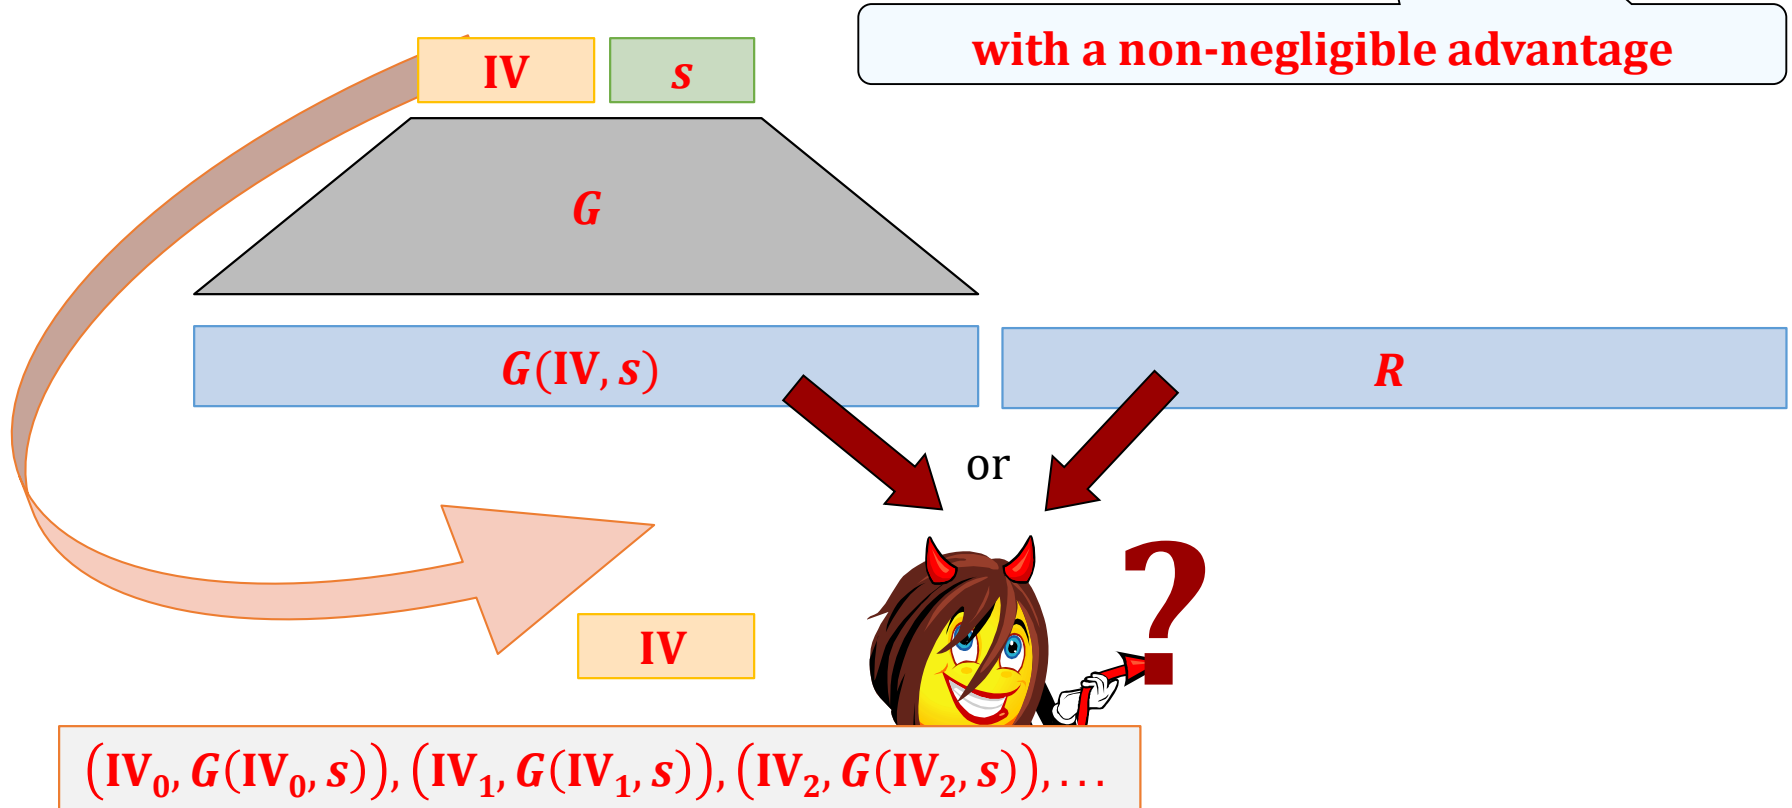 with a non-negligible advantage
IV s
G
G(IV, s) R
or
?
IV
(IV₀, G(IV₀, s)), (IV₁, G(IV₁, s)), (IV₂, G(IV₂, s)), ...